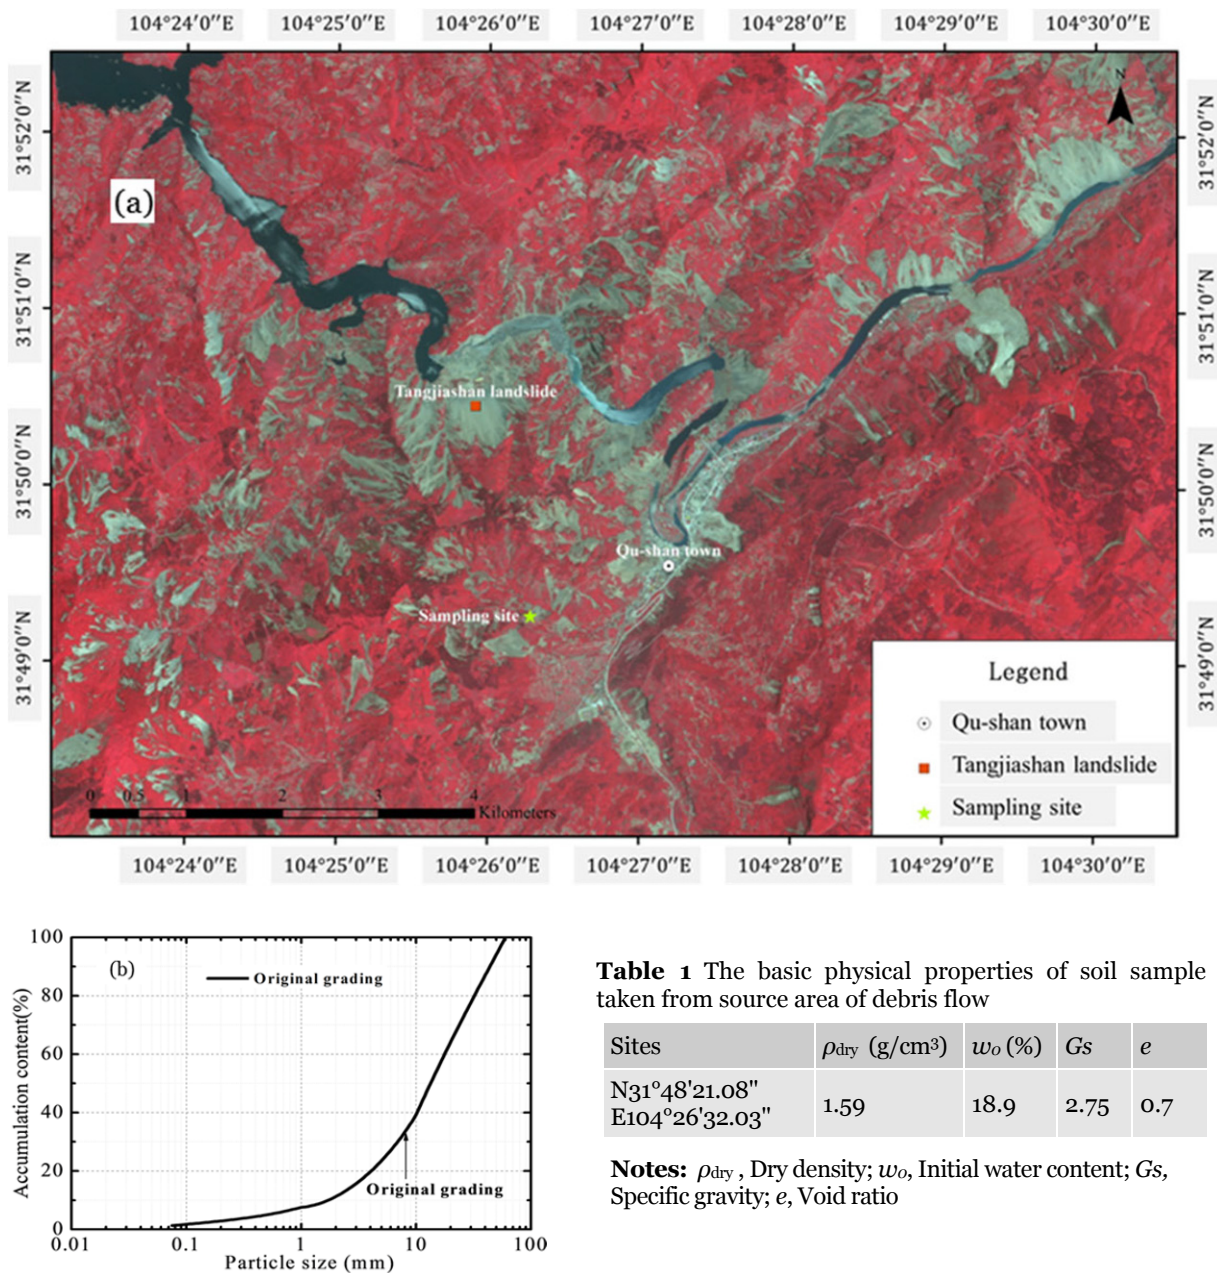 104°24′0″E 104°25′0″E 104°26′0″E 104°27′0″E 104°28′0″E 104°29′0″E 104°30′0″E
31°52′0″N
31°51′0″N
31°50′0″N
31°49′0″N
N
(a)
Tangjiashan landslide
Qu-shan town
Sampling site
0 0.5 1 2 3 4
Kilometers
Legend
Qu-shan town
Tangjiashan landslide
Sampling site
31°52′0″N
31°51′0″N
31°50′0″N
31°49′0″N
104°24′0″E 104°25′0″E 104°26′0″E 104°27′0″E 104°28′0″E 104°29′0″E 104°30′0″E
(b)
Original grading
Original grading
Accumulation content(%)
100
80
60
40
20
0
0.01 0.1 1 10 100
Particle size (mm)
Table 1 The basic physical properties of soil sample
taken from source area of debris flow
Sites ρdry (g/cm³) wo (%) Gs e
N31°48'21.08"
E104°26'32.03" 1.59 18.9 2.75 0.7
Notes: ρdry , Dry density; wo, Initial water content; Gs,
Specific gravity; e, Void ratio